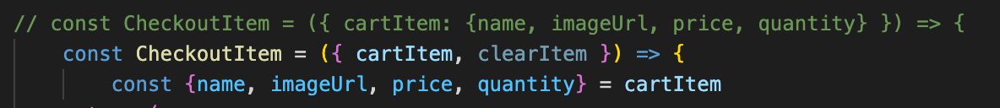 // const CheckoutItem = ({ cartItem: {name, imageUrl, price, quantity} }) => {
const CheckoutItem = ({ cartItem, clearItem }) => {
const {name, imageUrl, price, quantity} = cartItem